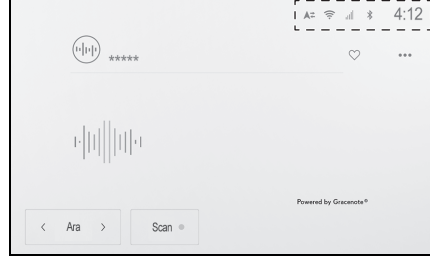 A= 4:12
*****
Powered by Gracenote®
< Ara > Scan